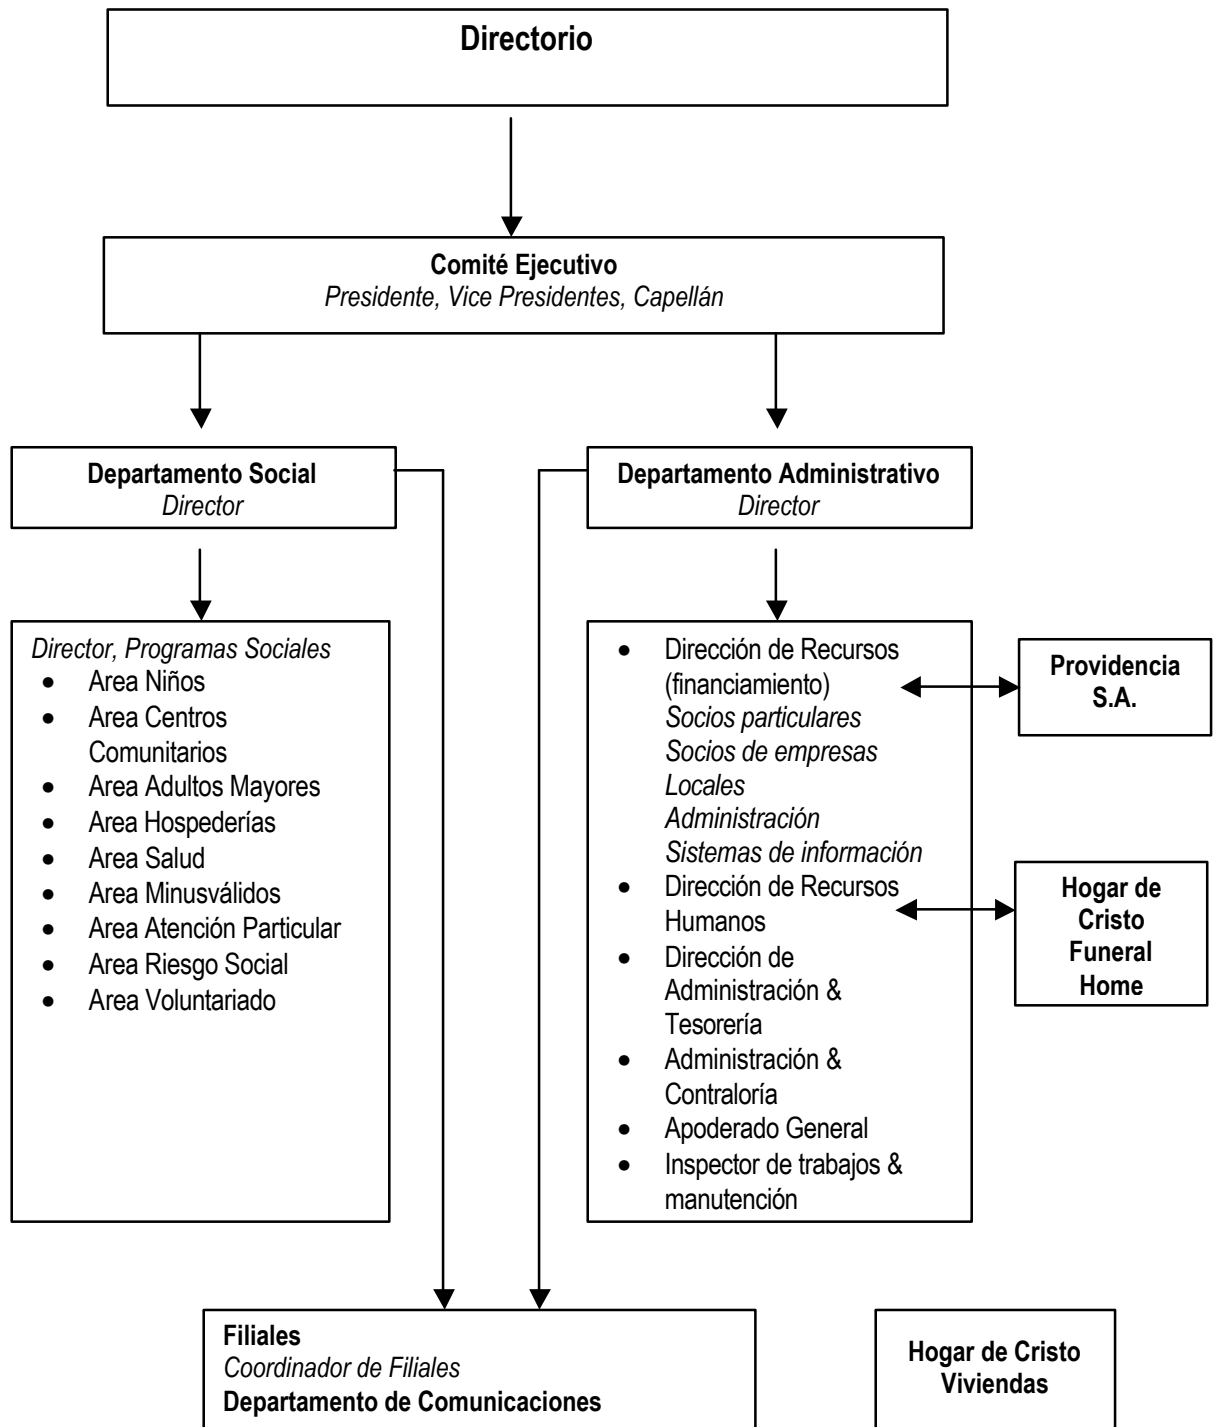 Directorio
Comité Ejecutivo
Presidente, Vice Presidentes, Capellán
Departamento Social
Director
Departamento Administrativo
Director
Director, Programas Sociales
• Area Niños
• Area Centros
Comunitarios
• Area Adultos Mayores
• Area Hospederías
• Area Salud
• Area Minusválidos
• Area Atención Particular
• Area Riesgo Social
• Area Voluntariado
• Dirección de Recursos
(financiamiento)
Socios particulares
Socios de empresas
Locales
Administración
Sistemas de información
• Dirección de Recursos
Humanos
• Dirección de
Administración &
Tesorería
• Administración &
Contraloría
• Apoderado General
• Inspector de trabajos &
manutención
Providencia
S.A.
Hogar de
Cristo
Funeral
Home
Filiales
Coordinador de Filiales
Departamento de Comunicaciones
Hogar de Cristo
Viviendas